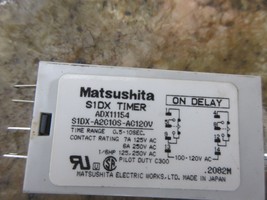 Matsushita
S1DX TIMER
ADX11154
S1DX-A2C10S-AC120V
TIME RANGE 0.5-10SEC.
CONTACT RATING 7A 125V AC
6A 250V AC
1/6HP 125,250V AC
PILOT DUTY C300
ON DELAY
100-120V AC
2082M
MATSUSHITA ELECTRIC WORKS, LTD. MADE IN JAPAN